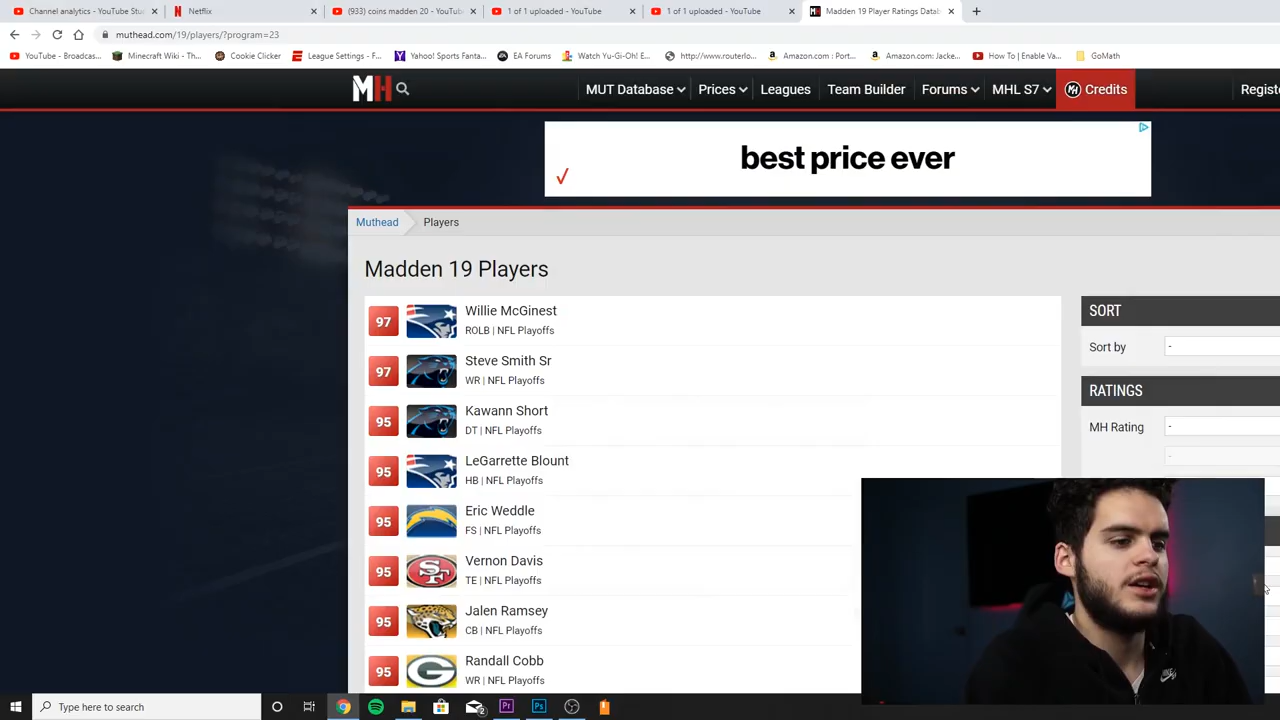 Channel analytics - YouTube Stu
Netflix
(933) coins madden 20 - YouTub
1 of 1 uploaded - YouTube
1 of 1 uploaded - YouTube
Madden 19 Player Ratings Datab
muthead.com/19/players/?program=23
YouTube - Broadcas...
Minecraft Wiki - Th...
Cookie Clicker
League Settings - F...
Yahoo! Sports Fanta...
EA Forums
Watch Yu-Gi-Oh! E...
http://www.routerlo...
Amazon.com : Port...
Amazon.com: Jacke...
How To | Enable Va...
GoMath
MH
MUT Database
Prices
Leagues
Team Builder
Forums
MHL S7
Credits
Regist
best price ever
Muthead
Players
Madden 19 Players
97
Willie McGinest
ROLB | NFL Playoffs
97
Steve Smith Sr
WR | NFL Playoffs
95
Kawann Short
DT | NFL Playoffs
95
LeGarrette Blount
HB | NFL Playoffs
95
Eric Weddle
FS | NFL Playoffs
95
Vernon Davis
TE | NFL Playoffs
95
Jalen Ramsey
CB | NFL Playoffs
95
Randall Cobb
WR | NFL Playoffs
SORT
Sort by
-
RATINGS
MH Rating
-
-
Type here to search
2
Pr
Ps